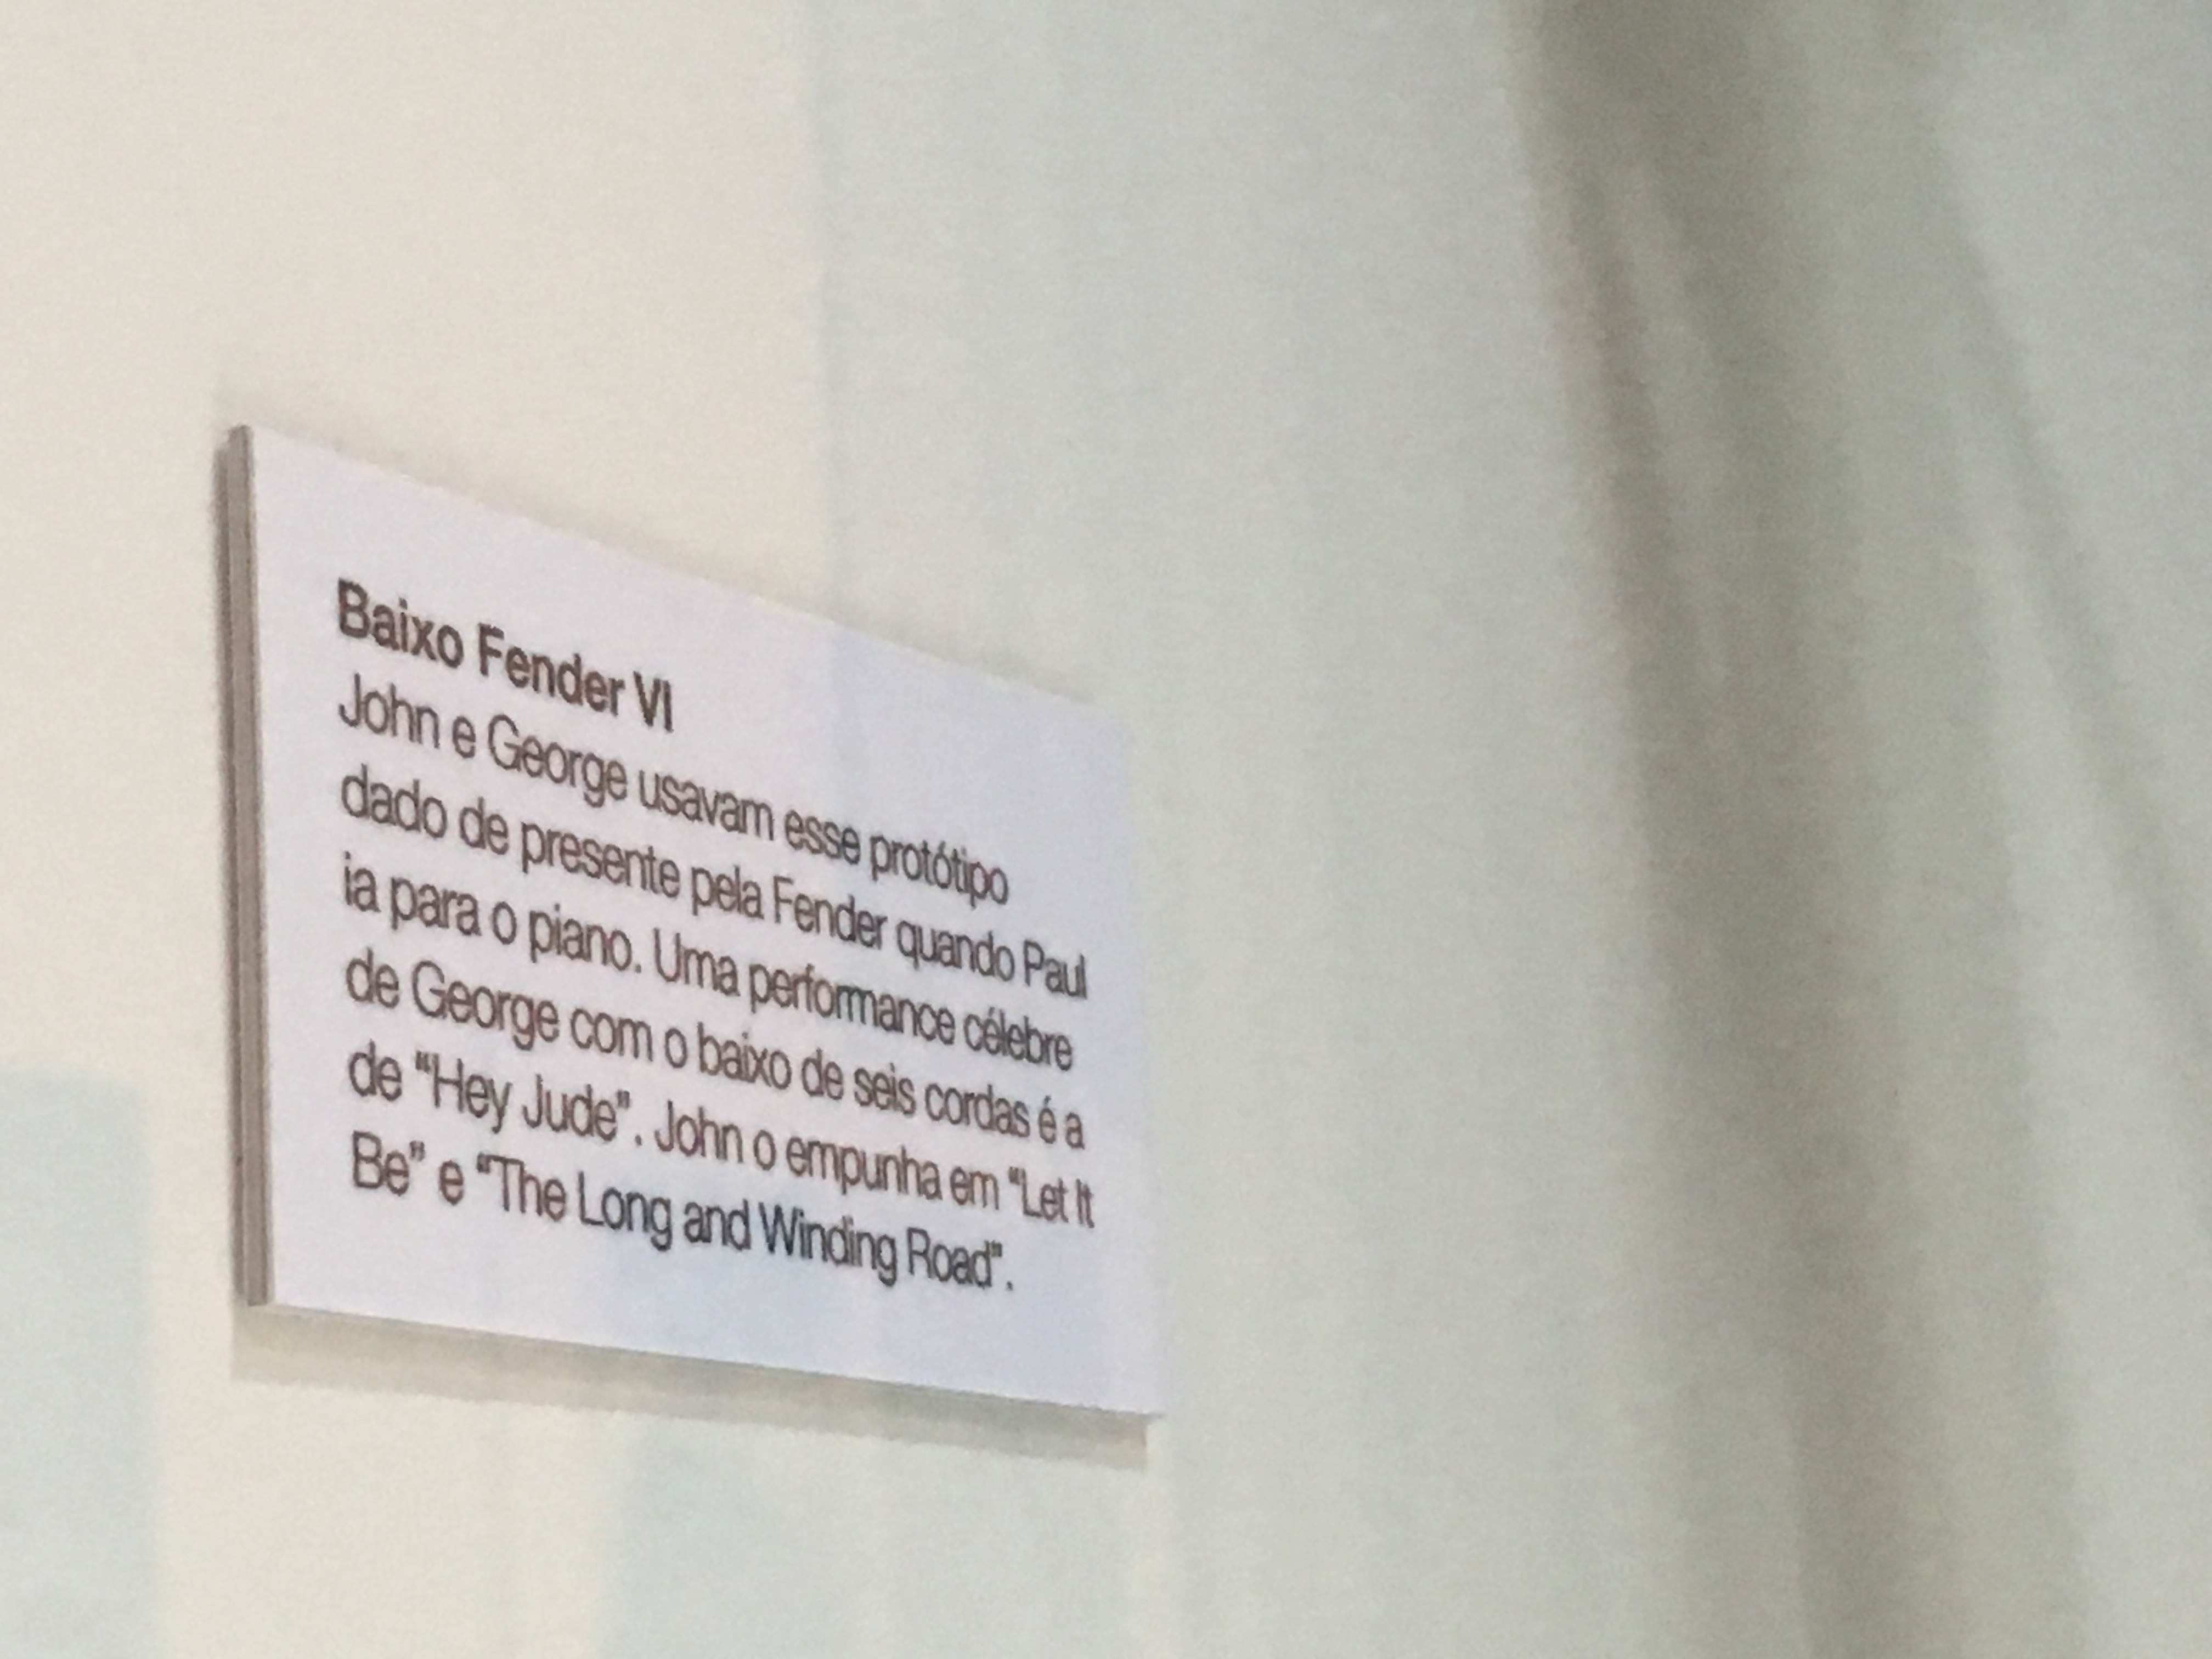 Baixo Fender VI
John e George usavam esse protótipo
dado de presente pela Fender quando Paul
ia para o piano. Uma performance célebre
de George com o baixo de seis cordas é a
de “Hey Jude”. John o empunha em “Let It
Be” e “The Long and Winding Road”.